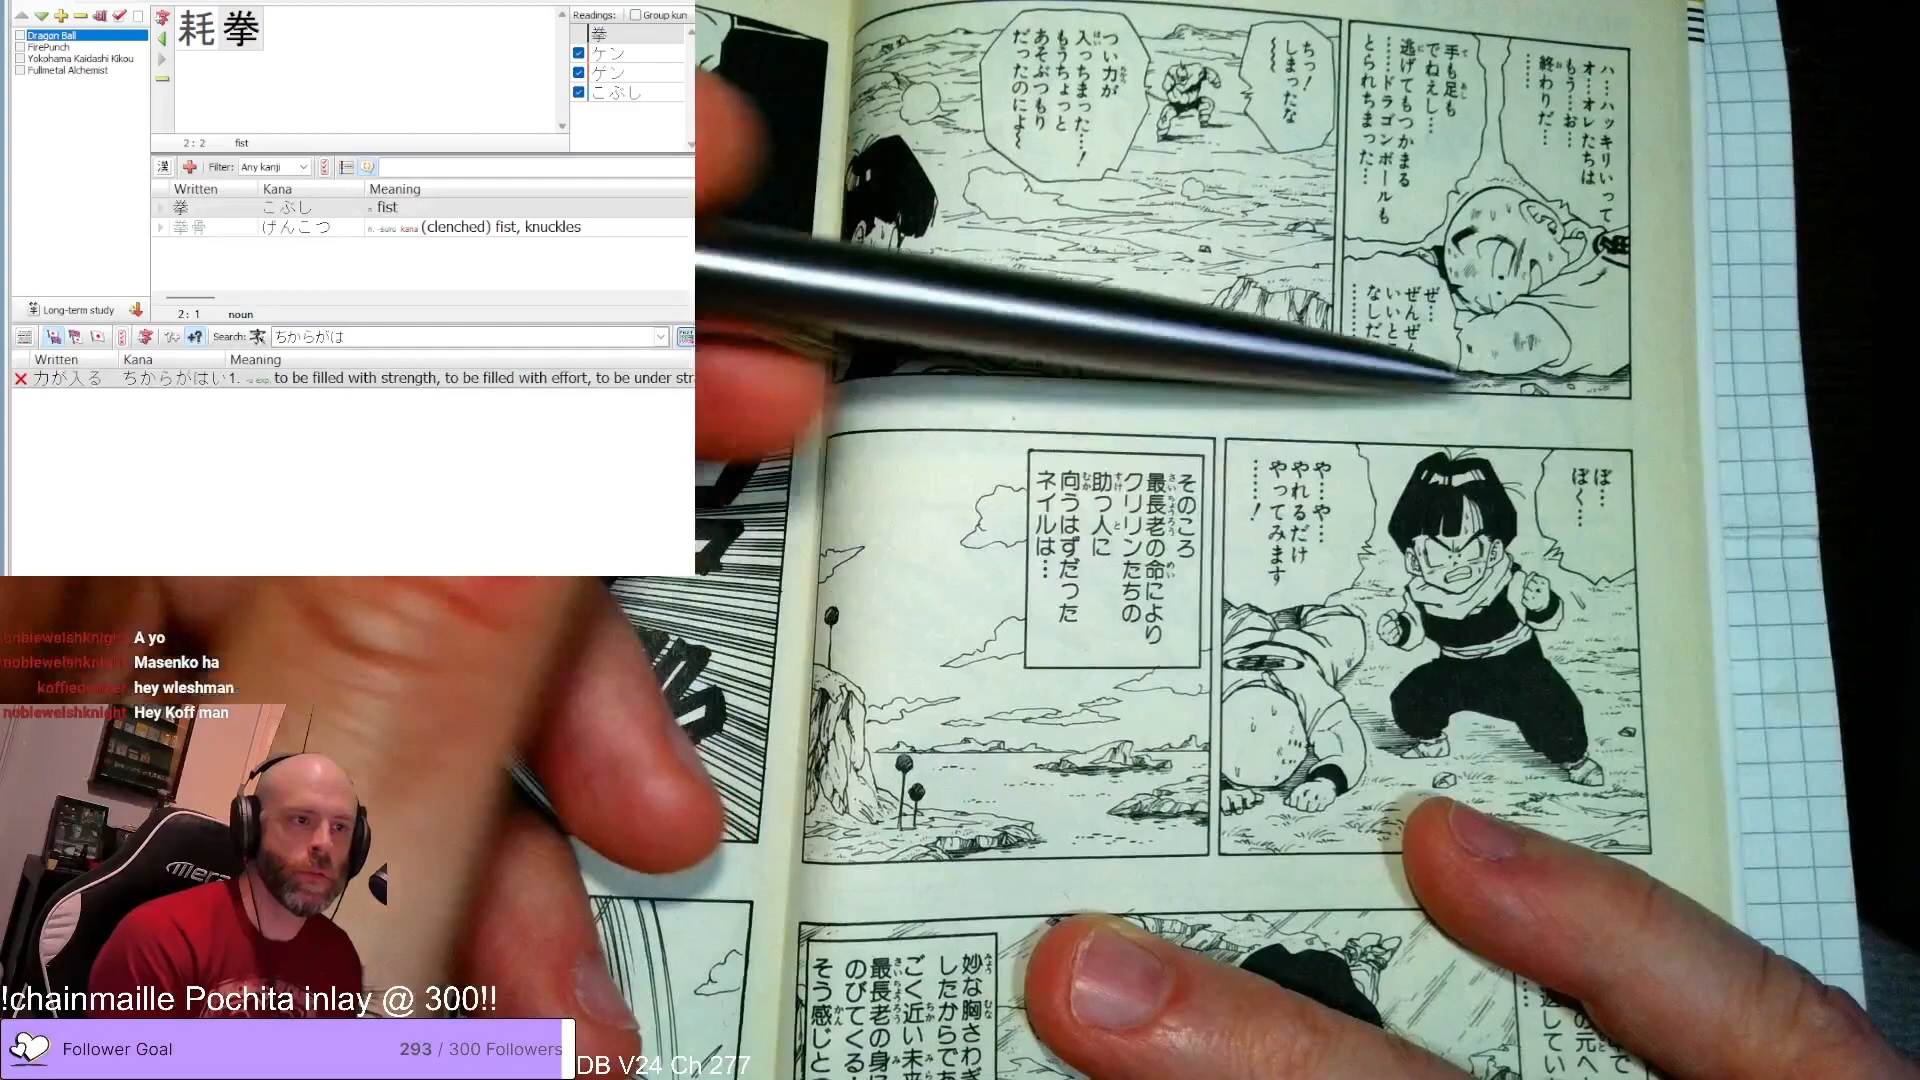 Dragon Ball
FirePunch
Yokohama Kaidashi Kikou
Fullmetal Alchemist
Long-term study
耗 拳
2: 2 fist
Readings: Group kun
拳
ケン
ゲン
こぶし
Filter: Any kanji
Written Kana Meaning
拳 こぶし n. fist
拳骨 げんこつ n. -suru kana (clenched) fist, knuckles
2: 1 noun
Search: ちからがは
Written Kana Meaning
力が入る ちからがはい 1. to be filled with strength, to be filled with effort, to be under str
ハ…ハッキリいって
オ…オレたちは
もう…お…
終わりだ…
……
手も足も
でねえし…
逃げてもつかまる
……ドラゴンボールも
とられちまった…
ぜ…
ぜんぜん
いいと
なしだ
……
ちっ!
しまったな
つい力が
入っちまった…!
もうちょっと
あそぶつもり
だったのによ〜
ぼ…
ぼく…
や…や…
やれるだけ
やってみます
……!
そのころ
最長老の命により
クリリンたちの
助っ人に
向うはずだった
ネイルは…
妙な胸さわぎ
したからであ
ごく近い未来
最長老の身に
のびてくる
そう感じと
nobiewelshknight A yo
nobiewelshknight Masenko ha
hey wleshman
nobiewelshknight Hey Koff man
!chainmaille Pochita inlay @ 300!!
Follower Goal 293 / 300 Followers
DB V24 Ch 277